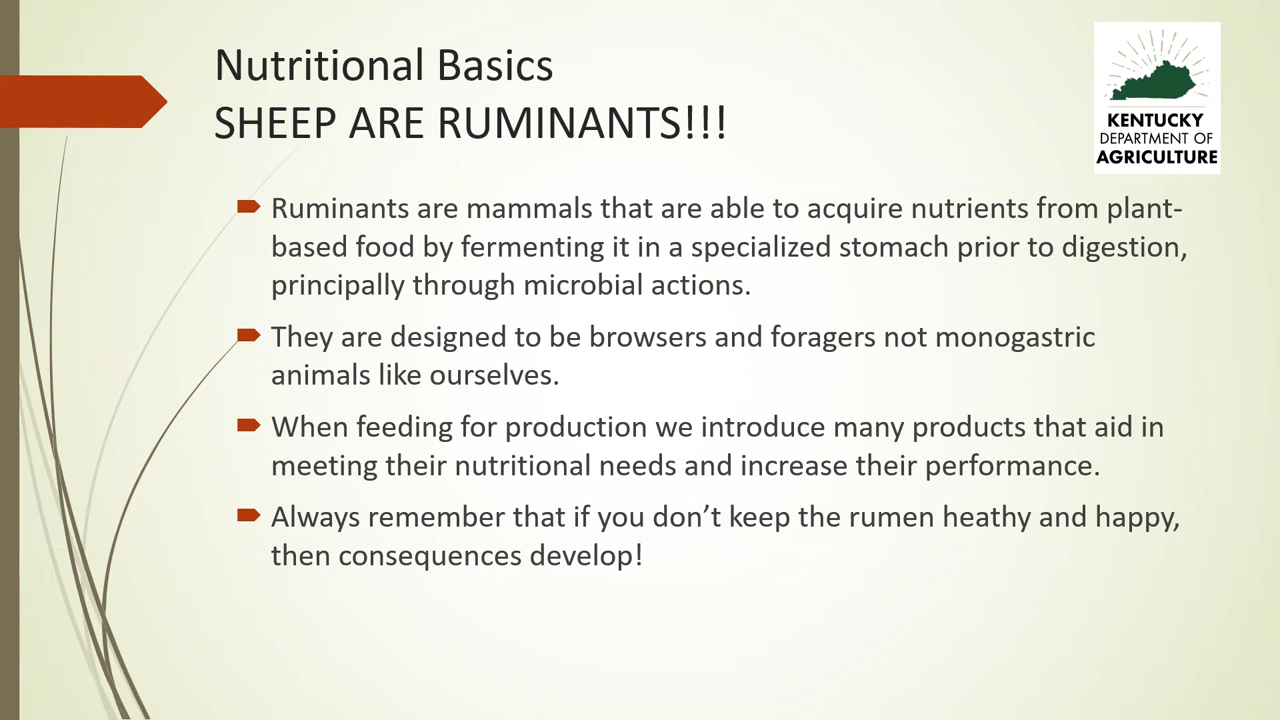 Nutritional Basics
SHEEP ARE RUMINANTS!!!
KENTUCKY
DEPARTMENT OF
AGRICULTURE
Ruminants are mammals that are able to acquire nutrients from plant-
based food by fermenting it in a specialized stomach prior to digestion,
principally through microbial actions.
They are designed to be browsers and foragers not monogastric
animals like ourselves.
When feeding for production we introduce many products that aid in
meeting their nutritional needs and increase their performance.
Always remember that if you don’t keep the rumen heathy and happy,
then consequences develop!